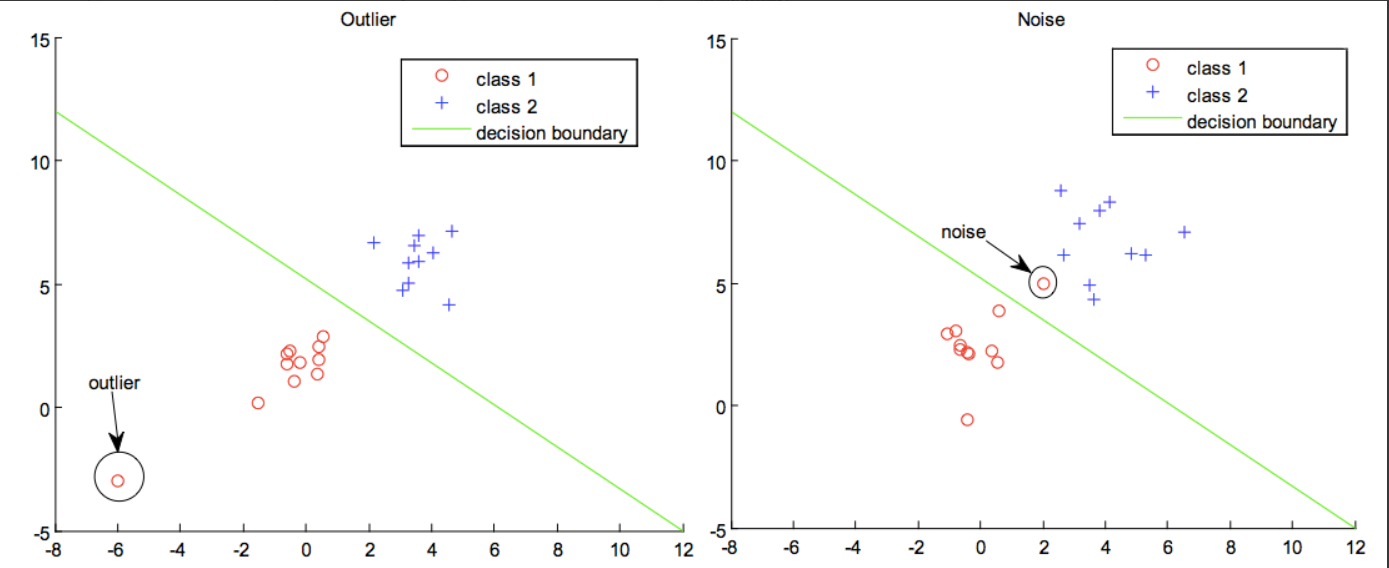 Outlier
15
10
5
0
-5
-8 -6 -4 -2 0 2 4 6 8 10 12
class 1
class 2
decision boundary
outlier
Noise
15
10
5
0
-5
-8 -6 -4 -2 0 2 4 6 8 10 12
class 1
class 2
decision boundary
noise